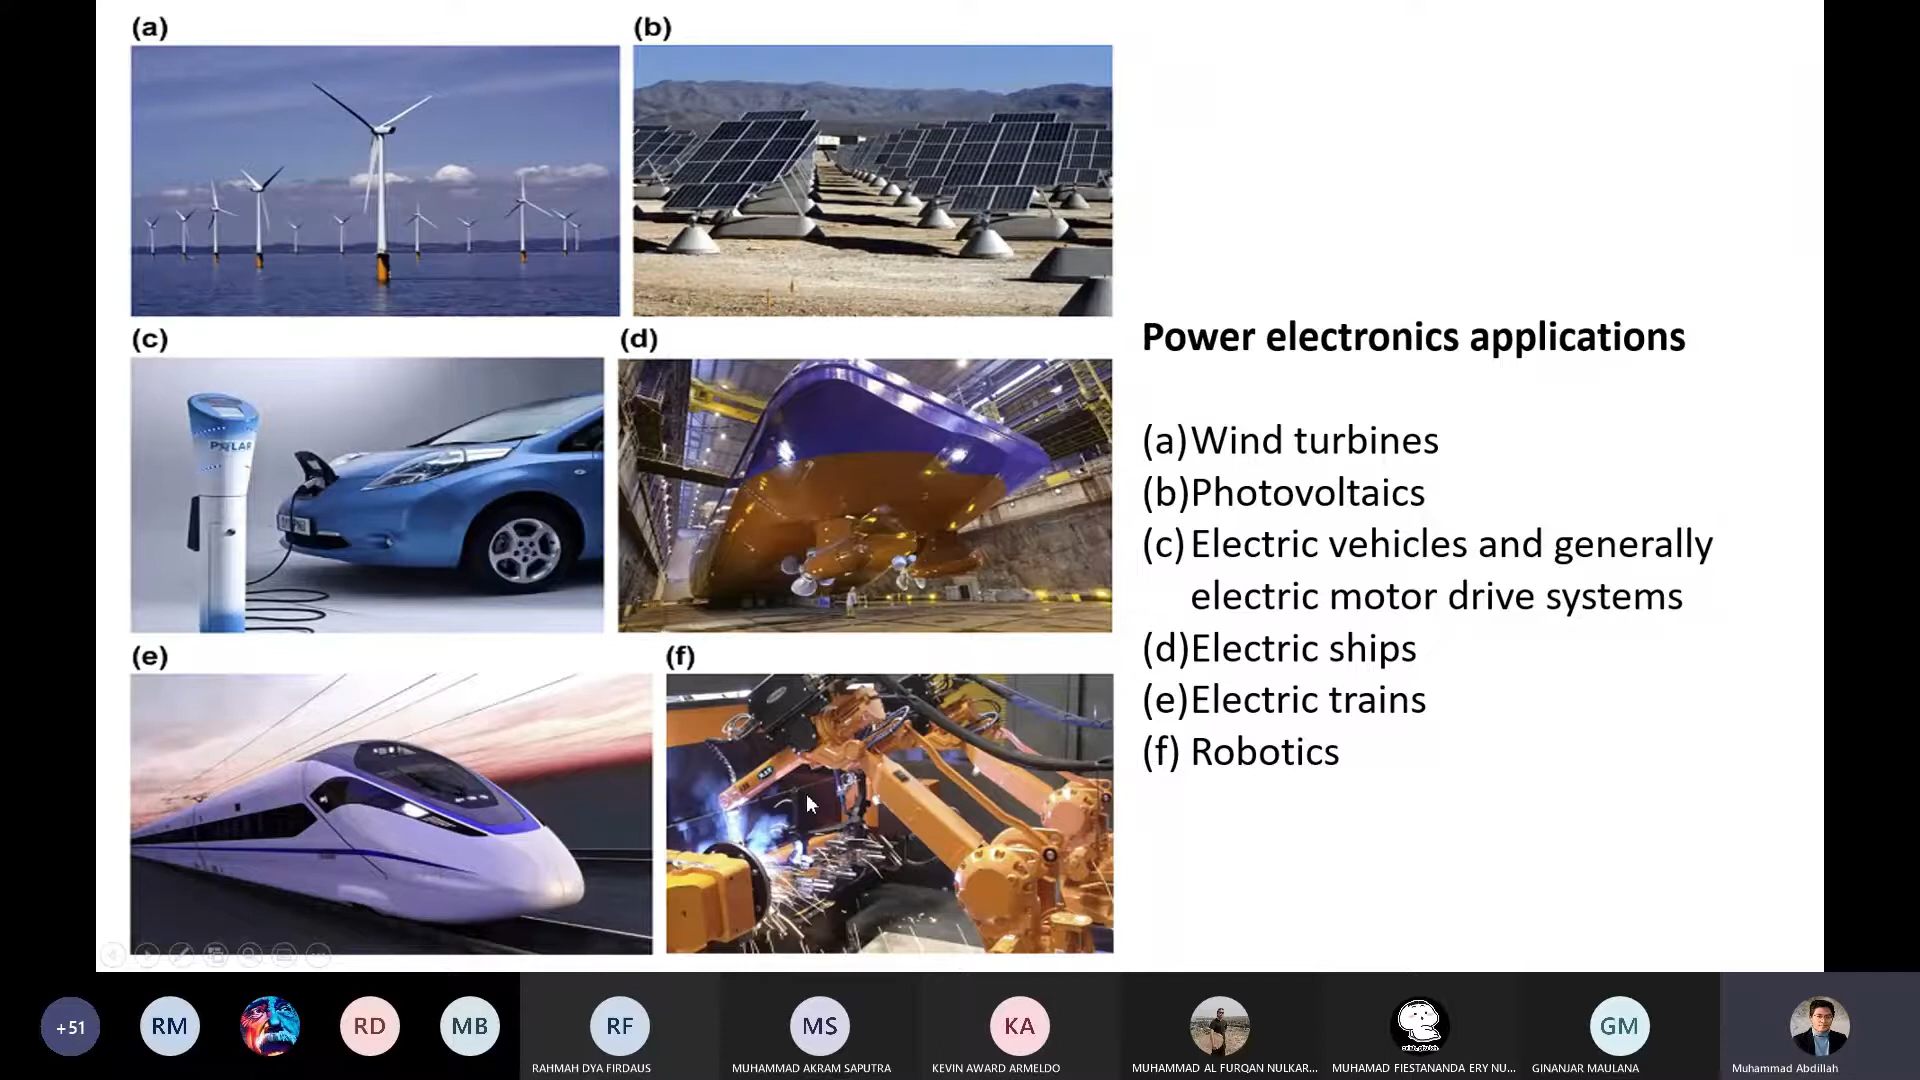 (a)
(b)
(c)
(d)
POLAR
(e)
(f)
Power electronics applications
(a)Wind turbines
(b)Photovoltaics
(c)Electric vehicles and generally
electric motor drive systems
(d)Electric ships
(e)Electric trains
(f) Robotics
+51
RM
RD
MB
RF
MS
KA
GM
RAHMAH DYA FIRDAUS
MUHAMMAD AKRAM SAPUTRA
KEVIN AWARD ARMELDO
MUHAMMAD AL FURQAN NULKAR...
MUHAMAD FIESTANANDA ERY NU...
GINANJAR MAULANA
Muhammad Abdillah